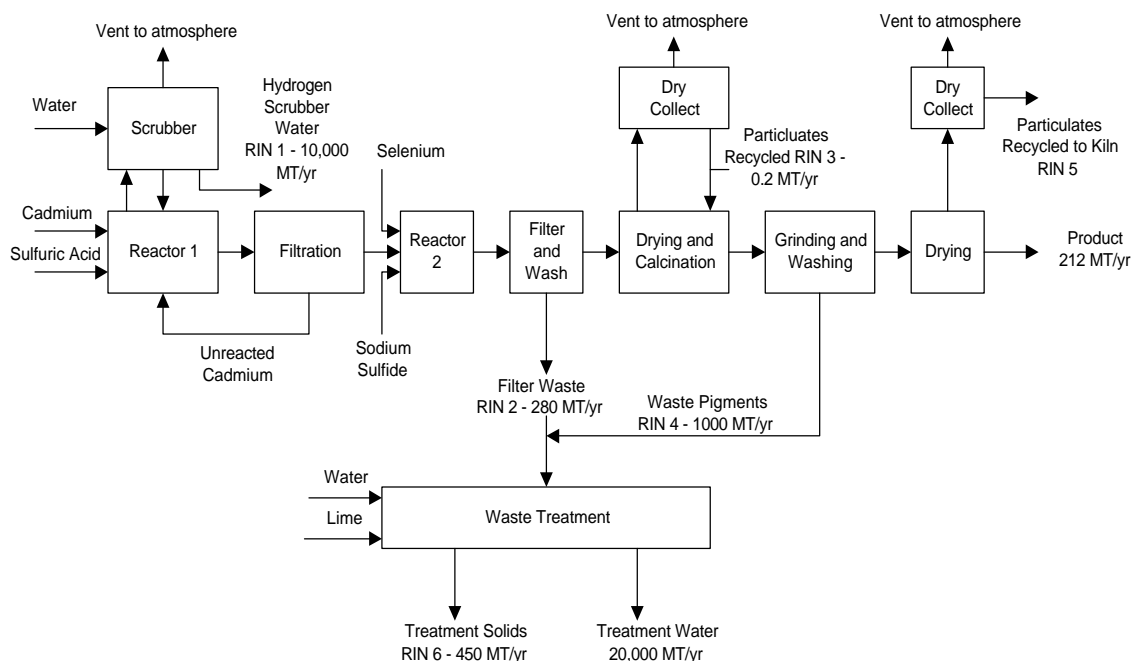 Vent to atmosphere
Vent to atmosphere
Vent to atmosphere
Water
Scrubber
Hydrogen
Scrubber
Water
RIN 1 - 10,000
MT/yr
Dry
Collect
Particluates
Recycled RIN 3 -
0.2 MT/yr
Dry
Collect
Particulates
Recycled to Kiln
RIN 5
Selenium
Cadmium
Sulfuric Acid
Reactor 1
Filtration
Reactor
2
Filter
and
Wash
Drying and
Calcination
Grinding and
Washing
Drying
Product
212 MT/yr
Unreacted
Cadmium
Sodium
Sulfide
Filter Waste
RIN 2 - 280 MT/yr
Waste Pigments
RIN 4 - 1000 MT/yr
Water
Lime
Waste Treatment
Treatment Solids
RIN 6 - 450 MT/yr
Treatment Water
20,000 MT/yr